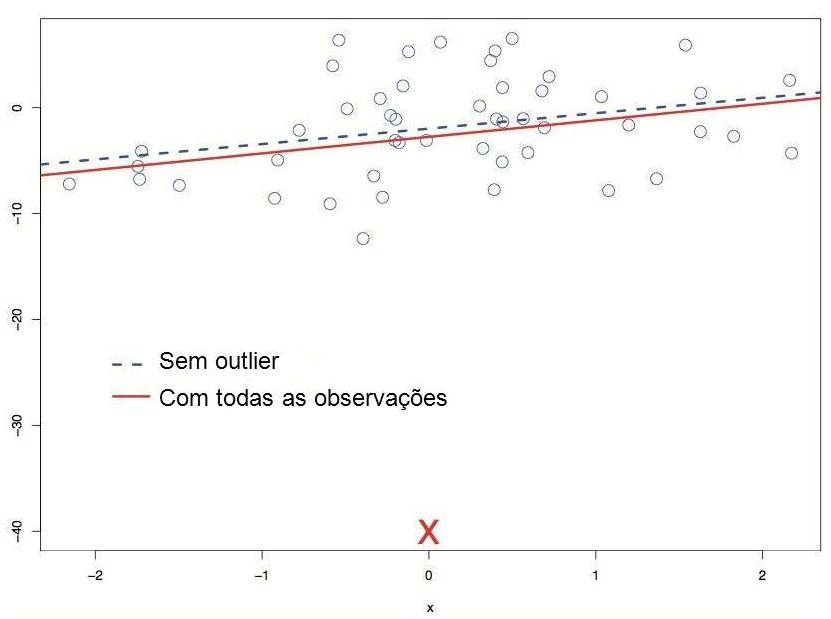 0
−10
−20
−30
−40
Sem outlier
Com todas as observações
X
−2
−1
0
1
2
x